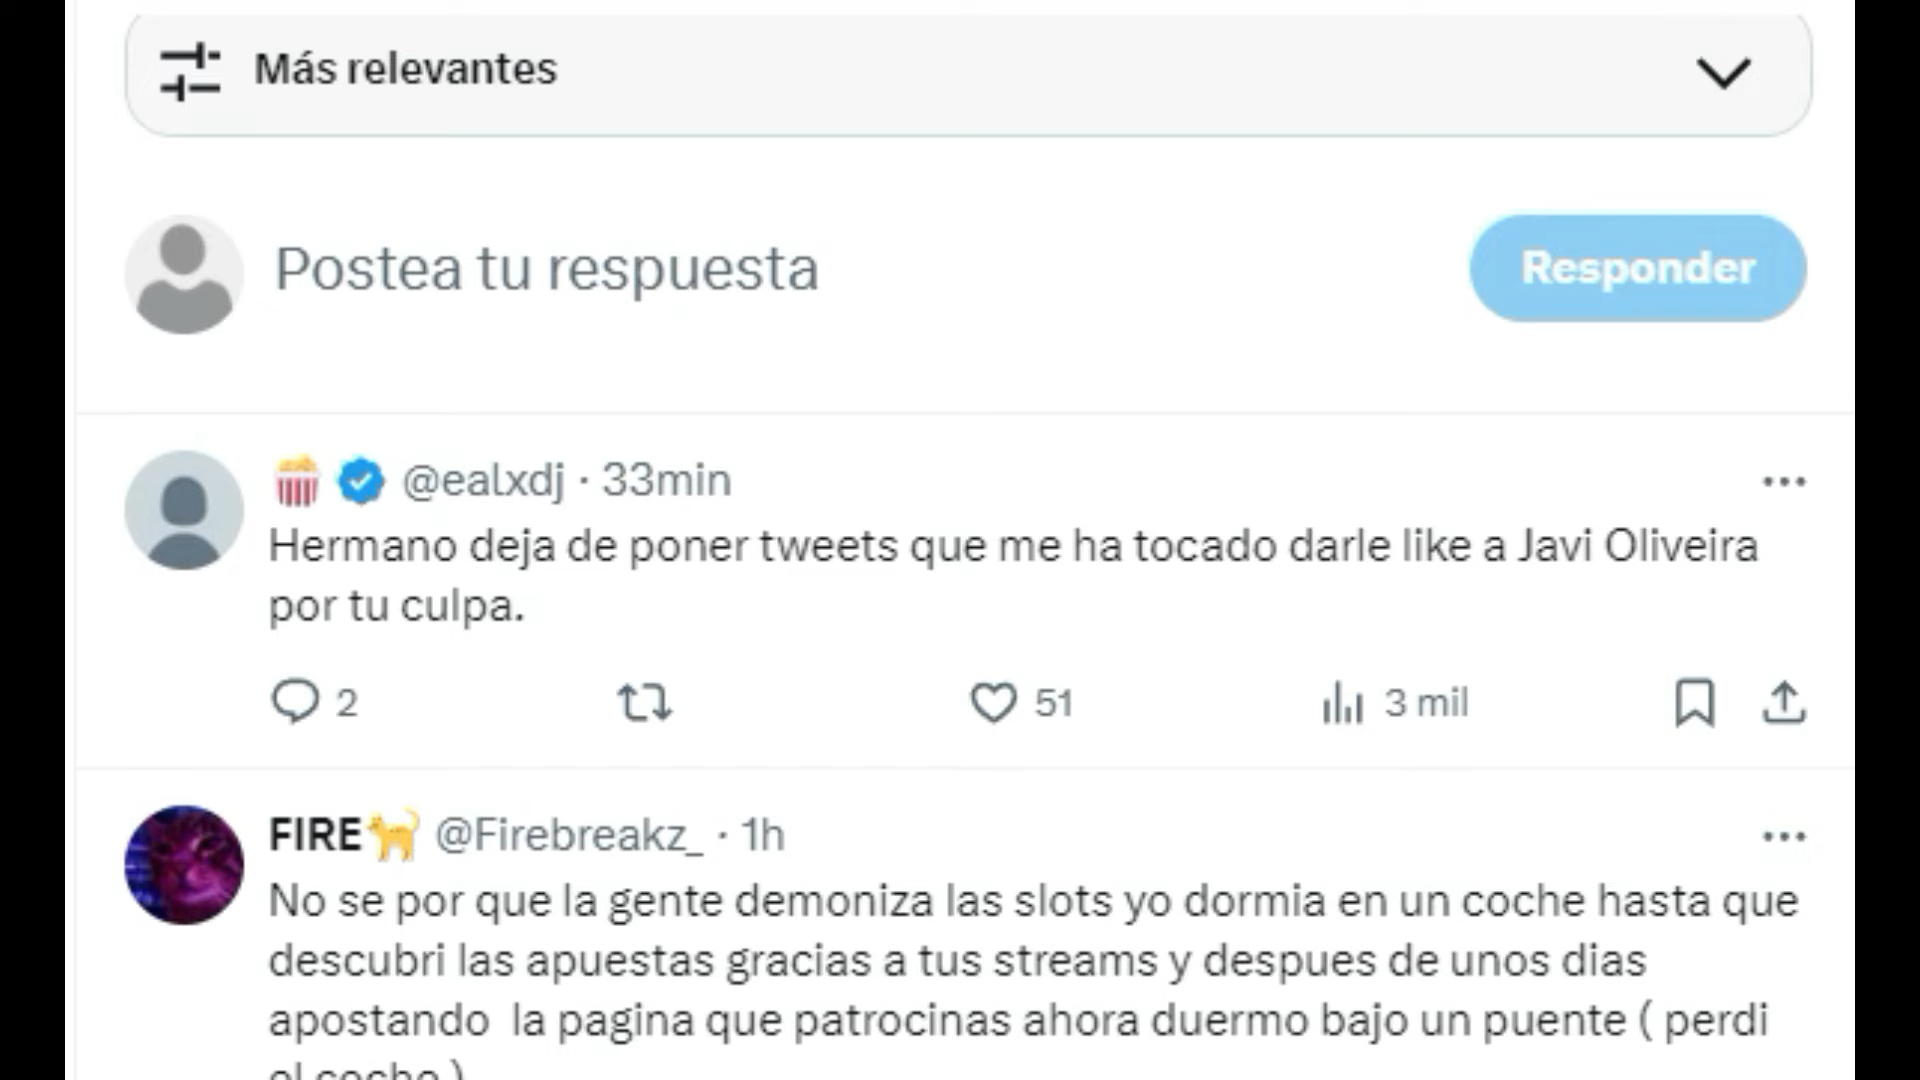 Más relevantes
Postea tu respuesta
Responder
@ealxdj · 33min
Hermano deja de poner tweets que me ha tocado darle like a Javi Oliveira
por tu culpa.
2 51 3 mil
FIRE @Firebreakz_ · 1h
No se por que la gente demoniza las slots yo dormia en un coche hasta que
descubri las apuestas gracias a tus streams y despues de unos dias
apostando la pagina que patrocinas ahora duermo bajo un puente ( perdi
el coche )